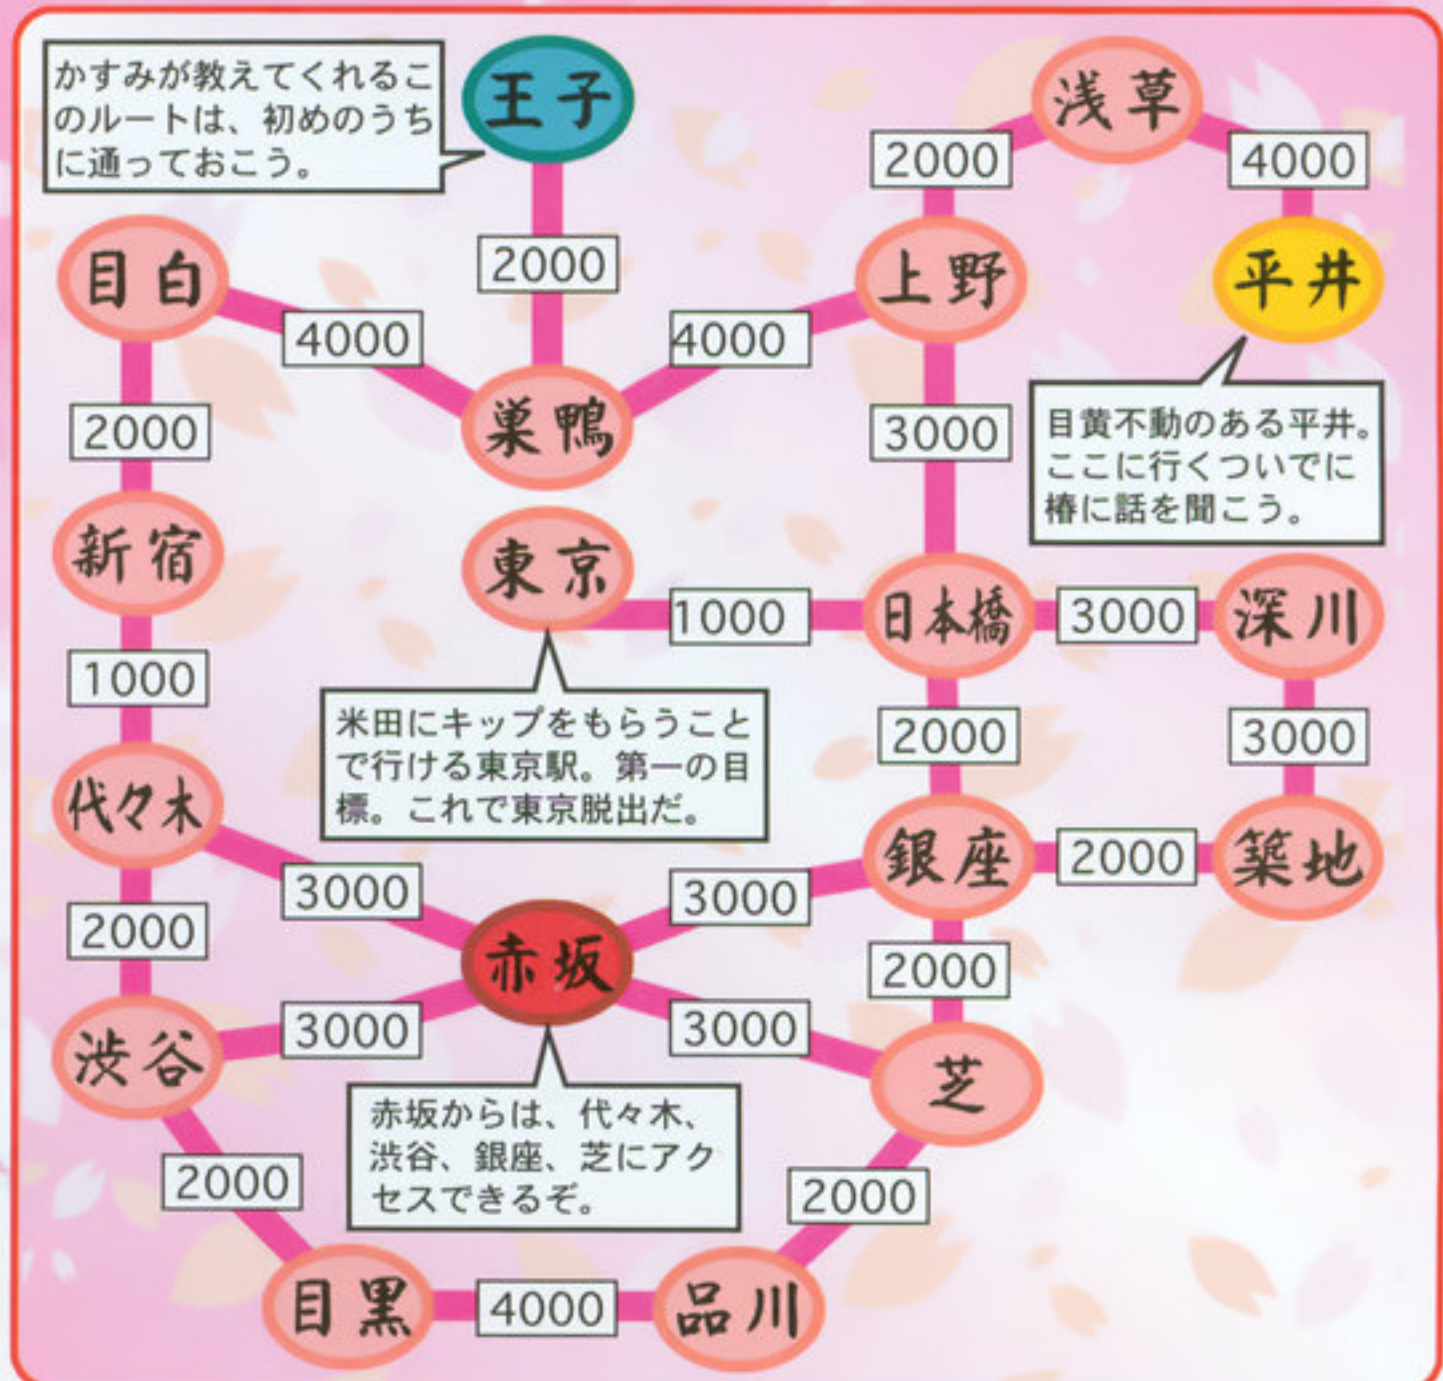 かすみが教えてくれるこ
のルートは、初めのうち
に通っておこう。
王子
浅草
2000
4000
目白
2000
上野
平井
4000
4000
2000
巣鴨
3000
目黄不動のある平井。
ここに行くついでに
椿に話を聞こう。
新宿
東京
1000
日本橋
3000
深川
1000
米田にキップをもらうこと
で行ける東京駅。第一の目
標。これで東京脱出だ。
2000
3000
代々木
3000
3000
銀座
2000
築地
2000
赤坂
2000
渋谷
3000
3000
芝
赤坂からは、代々木、
渋谷、銀座、芝にアク
セスできるぞ。
2000
2000
目黒
4000
品川